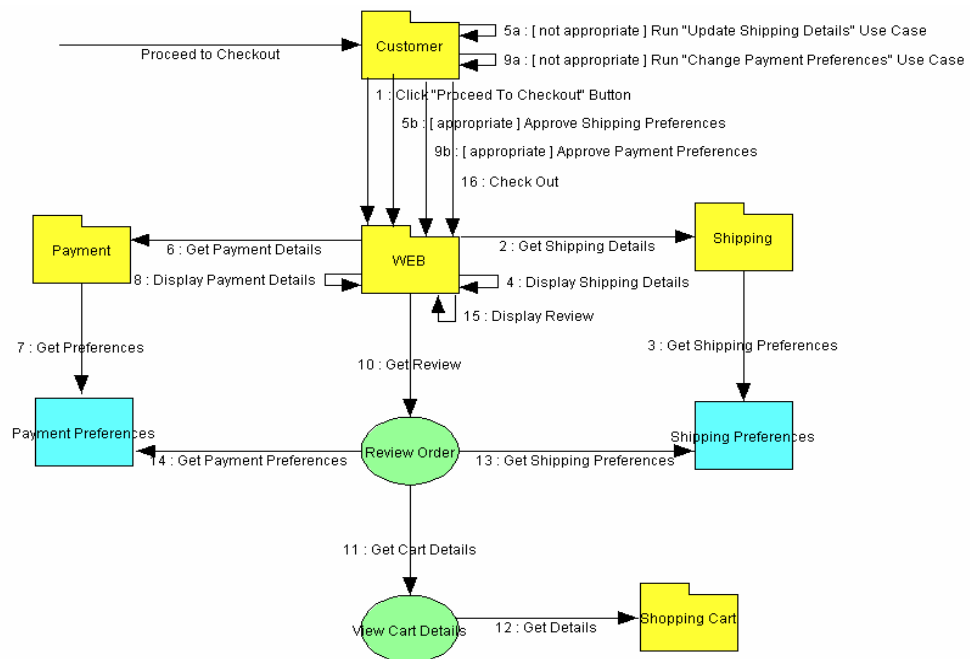 5a : [ not appropriate ] Run "Update Shipping Details" Use Case
Customer
Proceed to Checkout
9a : [ not appropriate ] Run "Change Payment Preferences" Use Case
1 : Click "Proceed To Checkout" Button
5b : [ appropriate ] Approve Shipping Preferences
9b : [ appropriate ] Approve Payment Preferences
16 : Check Out
Payment
6 : Get Payment Details
WEB
2 : Get Shipping Details
Shipping
8 : Display Payment Details
4 : Display Shipping Details
15 : Display Review
7 : Get Preferences
10 : Get Review
3 : Get Shipping Preferences
Payment Preferences
Review Order
Shipping Preferences
14 : Get Payment Preferences
13 : Get Shipping Preferences
11 : Get Cart Details
View Cart Details
12 : Get Details
Shopping Cart